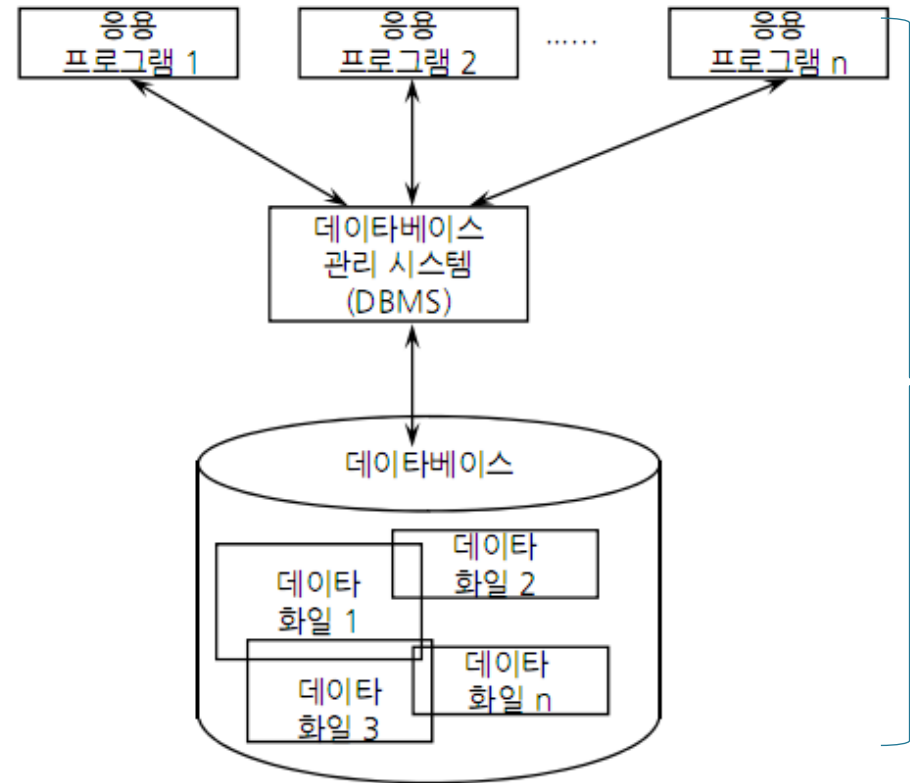 응용
프로그램 1
응용
프로그램 2
......
응용
프로그램 n
데이타베이스
관리 시스템
(DBMS)
데이타베이스
데이타
화일 1
데이타
화일 2
데이타
화일 3
데이타
화일 n